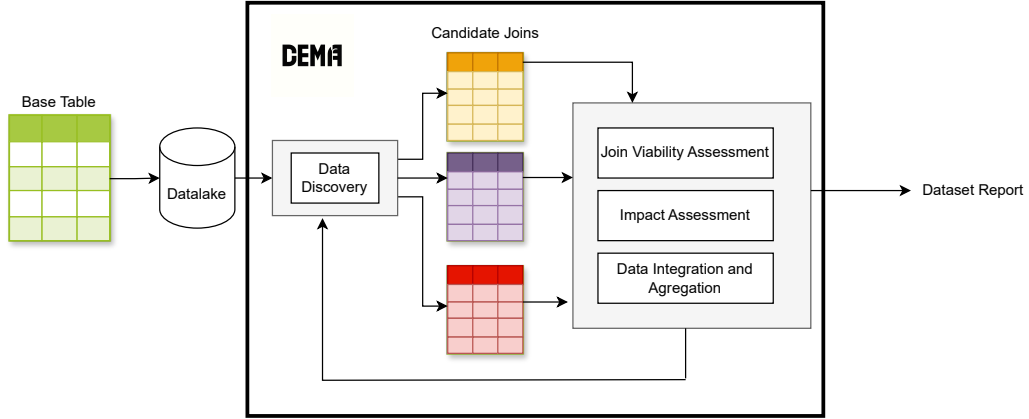 DEMA
Candidate Joins
Base Table
Datalake
Data
Discovery
Join Viability Assessment
Impact Assessment
Data Integration and
Agregation
Dataset Report